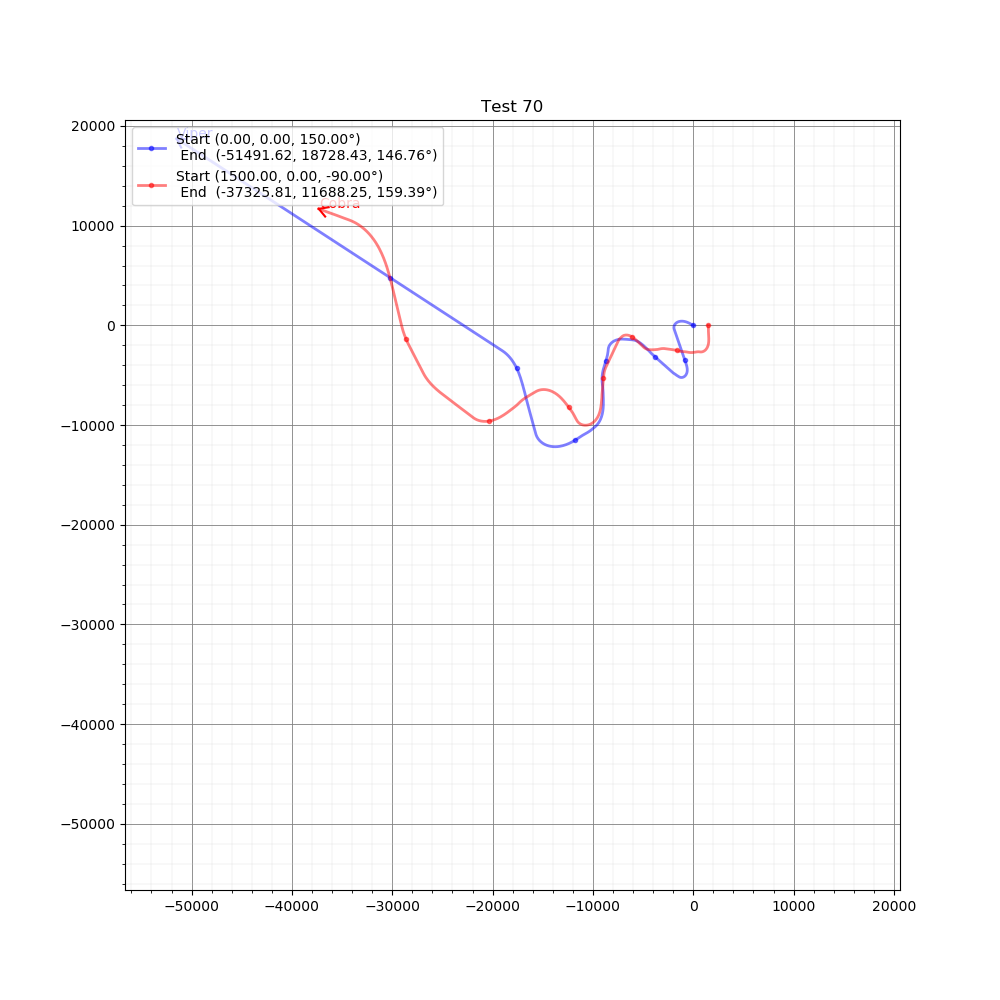 Test 70
Viper
Start (0.00, 0.00, 150.00°)
End (-51491.62, 18728.43, 146.76°)
Start (1500.00, 0.00, -90.00°)
End (-37325.81, 11688.25, 159.39°)
Cobra
20000
10000
0
−10000
−20000
−30000
−40000
−50000
−50000 −40000 −30000 −20000 −10000 0 10000 20000